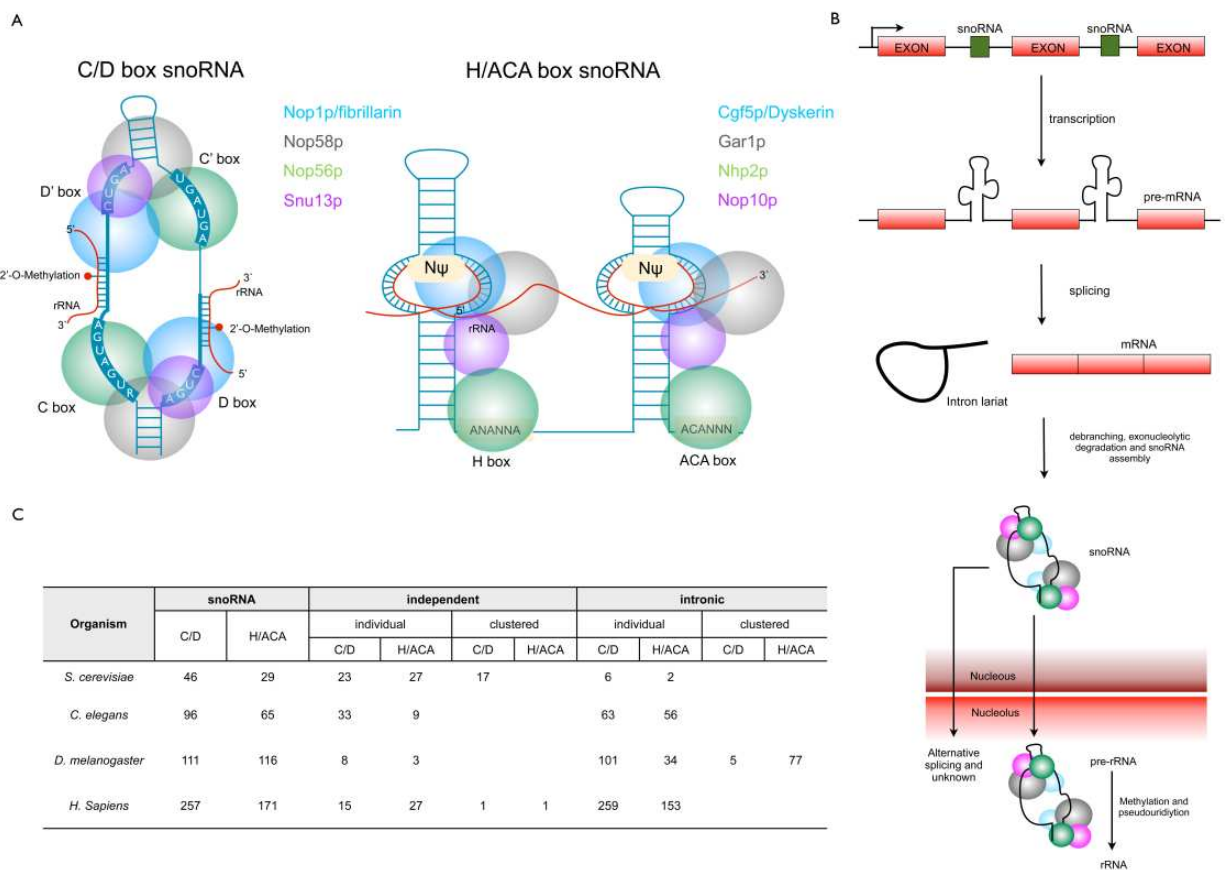 A
C/D box snoRNA
C' box
D' box
CUGA
UGAUGA
5'
2'-O-Methylation
rRNA
3'
3'
rRNA
2'-O-Methylation
5'
AGUAGUR
CUGA
C box
D box
Nop1p/fibrillarin
Nop58p
Nop56p
Snu13p
H/ACA box snoRNA
Cgf5p/Dyskerin
Gar1p
Nhp2p
Nop10p
Nψ
Nψ
5'
3'
rRNA
ANANNA
ACANNN
H box
ACA box
B
snoRNA
snoRNA
EXON
EXON
EXON
transcription
pre-mRNA
splicing
mRNA
Intron lariat
debranching, exonucleolytic
degradation and snoRNA
assembly
snoRNA
Nucleous
Nucleolus
Alternative
splicing and
unknown
pre-rRNA
Methylation and
pseudouridiytion
rRNA
C
Organism snoRNA independent intronic
individual clustered individual clustered
C/D H/ACA C/D H/ACA C/D H/ACA C/D H/ACA C/D H/ACA
S. cerevisiae 46 29 23 27 17 6 2
C. elegans 96 65 33 9 63 56
D. melanogaster 111 116 8 3 101 34 5 77
H. Sapiens 257 171 15 27 1 1 259 153